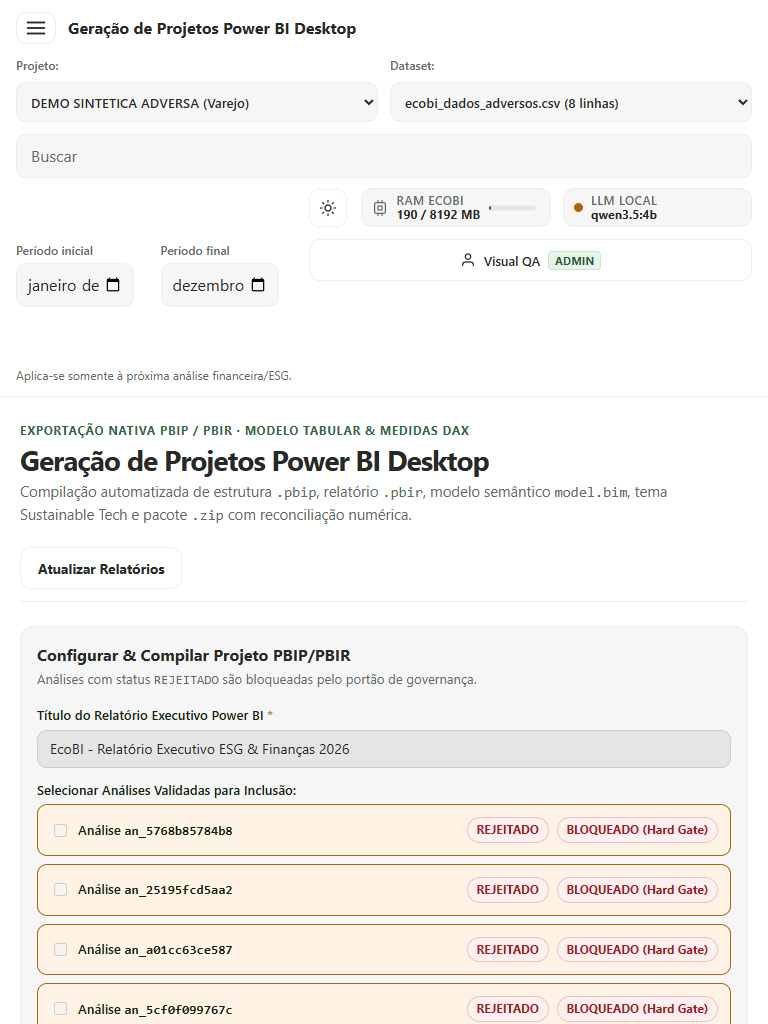 Geração de Projetos Power BI Desktop
Projeto:
Dataset:
DEMO SINTETICA ADVERSA (Varejo)
ecobi_dados_adversos.csv (8 linhas)
Buscar
RAM ECOBI
190 / 8192 MB
LLM LOCAL
qwen3.5:4b
Período inicial
Período final
janeiro de
dezembro
Visual QA ADMIN
Aplica-se somente à próxima análise financeira/ESG.
EXPORTAÇÃO NATIVA PBIP / PBIR · MODELO TABULAR & MEDIDAS DAX
Geração de Projetos Power BI Desktop
Compilação automatizada de estrutura .pbip, relatório .pbir, modelo semântico model.bim, tema
Sustainable Tech e pacote .zip com reconciliação numérica.
Atualizar Relatórios
Configurar & Compilar Projeto PBIP/PBIR
Análises com status REJEITADO são bloqueadas pelo portão de governança.
Título do Relatório Executivo Power BI *
EcoBI - Relatório Executivo ESG & Finanças 2026
Selecionar Análises Validadas para Inclusão:
Análise an_5768b85784b8 REJEITADO BLOQUEADO (Hard Gate)
Análise an_25195fcd5aa2 REJEITADO BLOQUEADO (Hard Gate)
Análise an_a01cc63ce587 REJEITADO BLOQUEADO (Hard Gate)
Análise an_5cf0f099767c REJEITADO BLOQUEADO (Hard Gate)